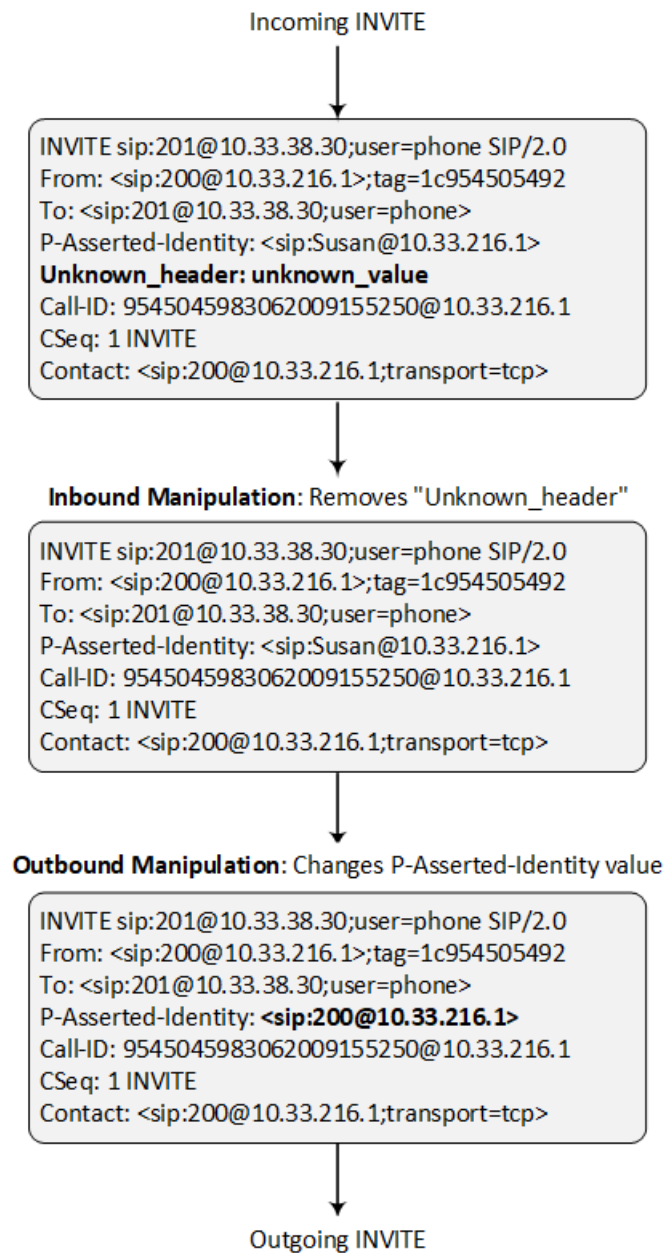 Incoming INVITE
INVITE sip:201@10.33.38.30;user=phone SIP/2.0
From: <sip:200@10.33.216.1>;tag=1c954505492
To: <sip:201@10.33.38.30;user=phone>
P-Asserted-Identity: <sip:Susan@10.33.216.1>
Unknown_header: unknown_value
Call-ID: 9545045983062009155250@10.33.216.1
CSeq: 1 INVITE
Contact: <sip:200@10.33.216.1;transport=tcp>
Inbound Manipulation: Removes "Unknown_header"
INVITE sip:201@10.33.38.30;user=phone SIP/2.0
From: <sip:200@10.33.216.1>;tag=1c954505492
To: <sip:201@10.33.38.30;user=phone>
P-Asserted-Identity: <sip:Susan@10.33.216.1>
Call-ID: 9545045983062009155250@10.33.216.1
CSeq: 1 INVITE
Contact: <sip:200@10.33.216.1;transport=tcp>
Outbound Manipulation: Changes P-Asserted-Identity value
INVITE sip:201@10.33.38.30;user=phone SIP/2.0
From: <sip:200@10.33.216.1>;tag=1c954505492
To: <sip:201@10.33.38.30;user=phone>
P-Asserted-Identity: <sip:200@10.33.216.1>
Call-ID: 9545045983062009155250@10.33.216.1
CSeq: 1 INVITE
Contact: <sip:200@10.33.216.1;transport=tcp>
Outgoing INVITE